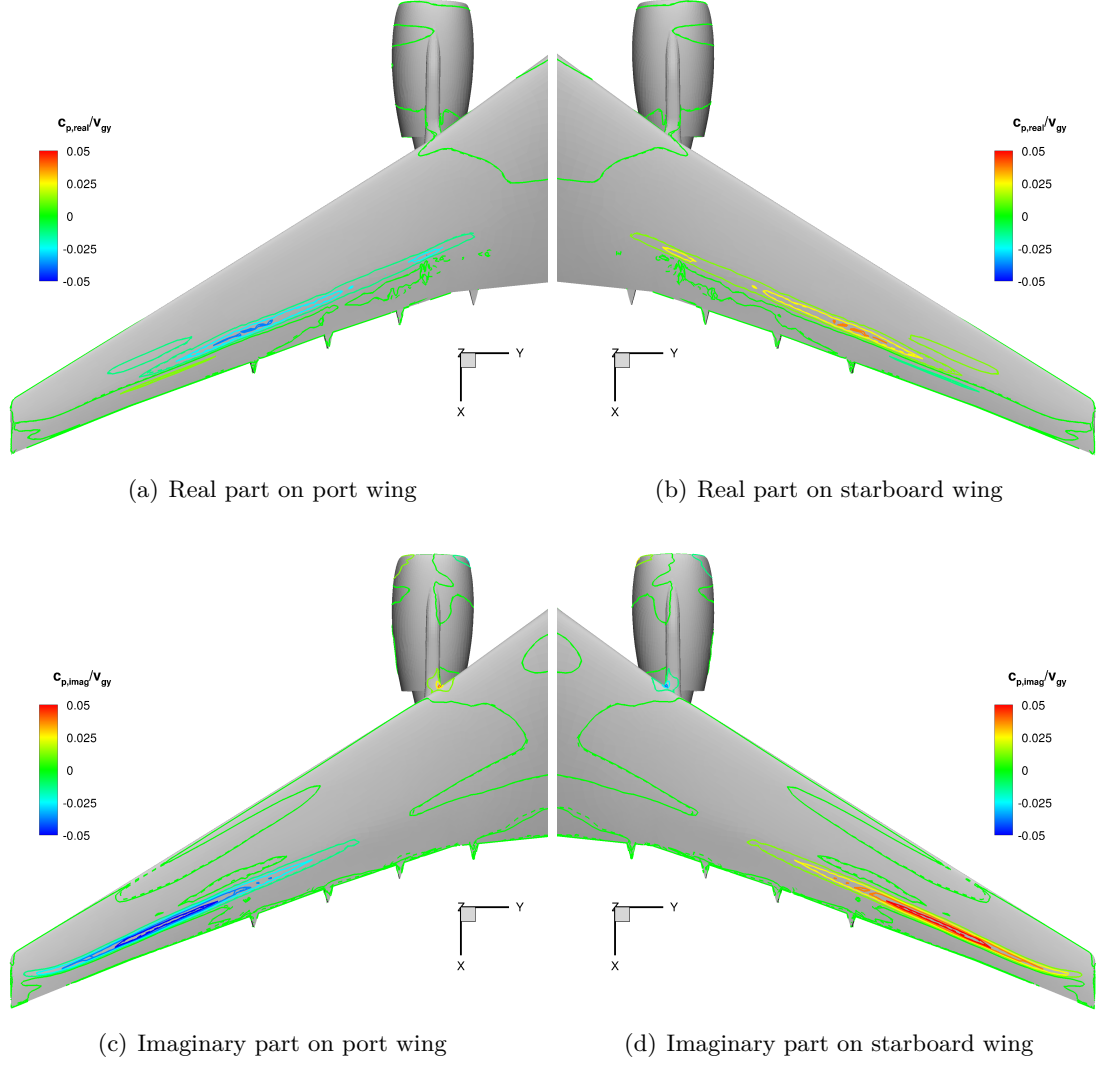 c_p,real/v_gy
0.05
0.025
0
-0.025
-0.05
Z
Y
X
(a) Real part on port wing
c_p,real/v_gy
0.05
0.025
0
-0.025
-0.05
Z
Y
X
(b) Real part on starboard wing
c_p,imag/v_gy
0.05
0.025
0
-0.025
-0.05
Z
Y
X
(c) Imaginary part on port wing
c_p,imag/v_gy
0.05
0.025
0
-0.025
-0.05
Z
Y
X
(d) Imaginary part on starboard wing